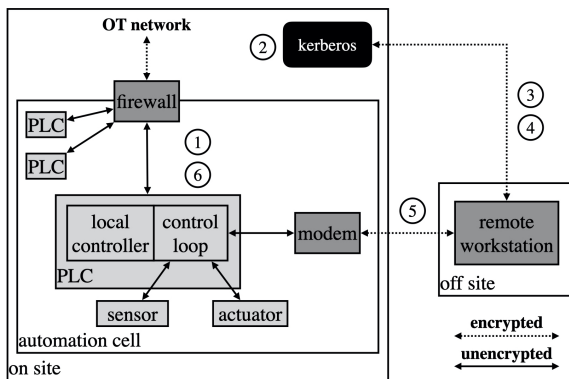 OT network
② kerberos
firewall
③
PLC
④
①
PLC
⑥
⑤
local controller
control loop
modem
remote workstation
PLC
off site
sensor
actuator
encrypted
automation cell
unencrypted
on site